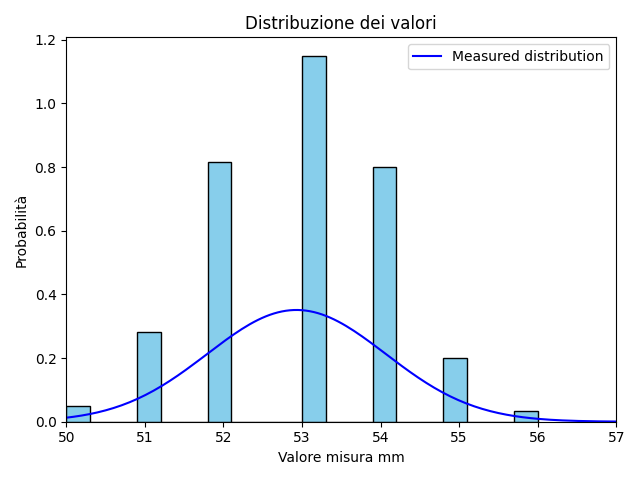 Distribuzione dei valori
Measured distribution
Probabilità
1.2
1.0
0.8
0.6
0.4
0.2
0.0
50 51 52 53 54 55 56 57
Valore misura mm